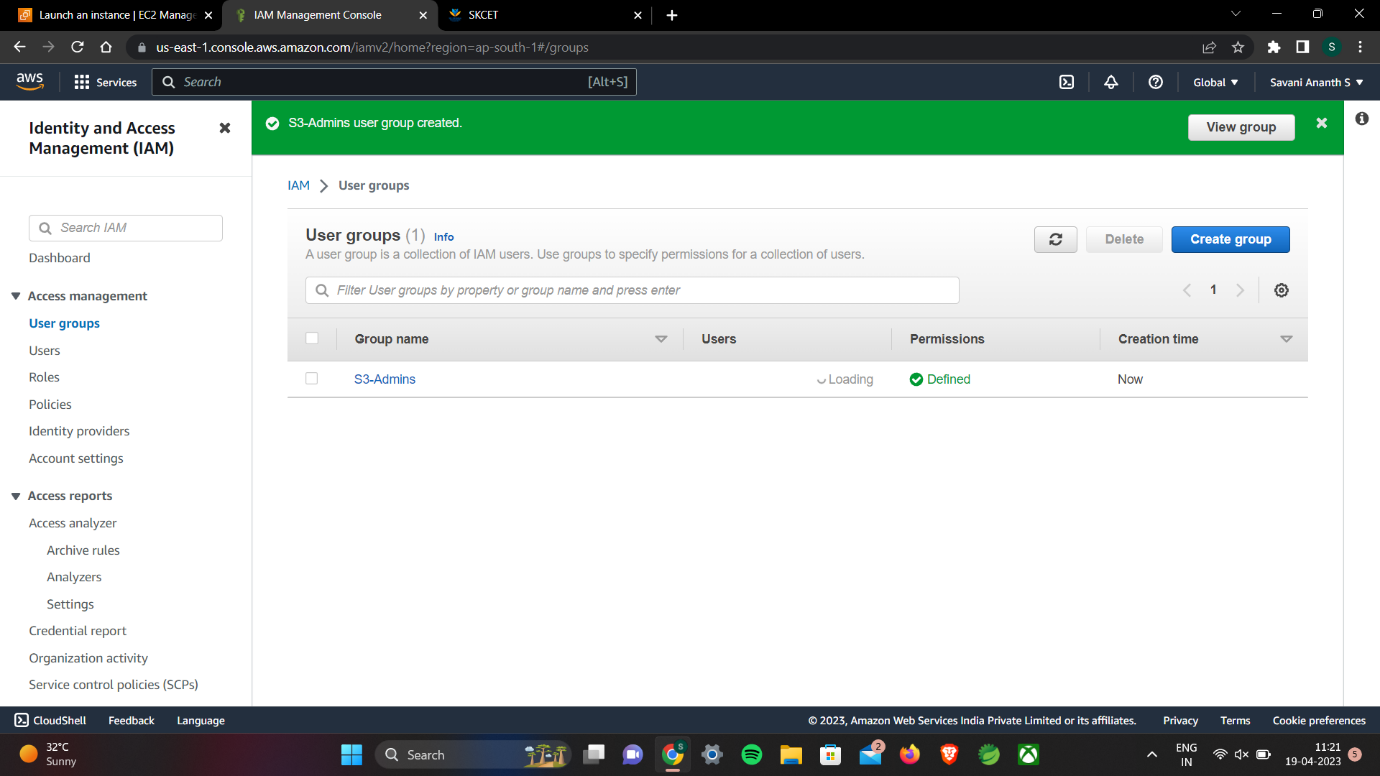 Launch an instance | EC2 Manage
IAM Management Console
SKCET
us-east-1.console.aws.amazon.com/iamv2/home?region=ap-south-1#/groups
S
aws
Services
Search
[Alt+S]
Global
Savani Ananth S
Identity and Access
Management (IAM)
Search IAM
Dashboard
Access management
User groups
Users
Roles
Policies
Identity providers
Account settings
Access reports
Access analyzer
Archive rules
Analyzers
Settings
Credential report
Organization activity
Service control policies (SCPs)
S3-Admins user group created.
View group
IAM > User groups
User groups (1) Info
A user group is a collection of IAM users. Use groups to specify permissions for a collection of users.
Delete
Create group
Filter User groups by property or group name and press enter
1
Group name Users Permissions Creation time
S3-Admins Loading Defined Now
CloudShell Feedback Language
© 2023, Amazon Web Services India Private Limited or its affiliates. Privacy Terms Cookie preferences
32°C
Sunny
Search
S
2
ENG
IN
11:21
19-04-2023
5